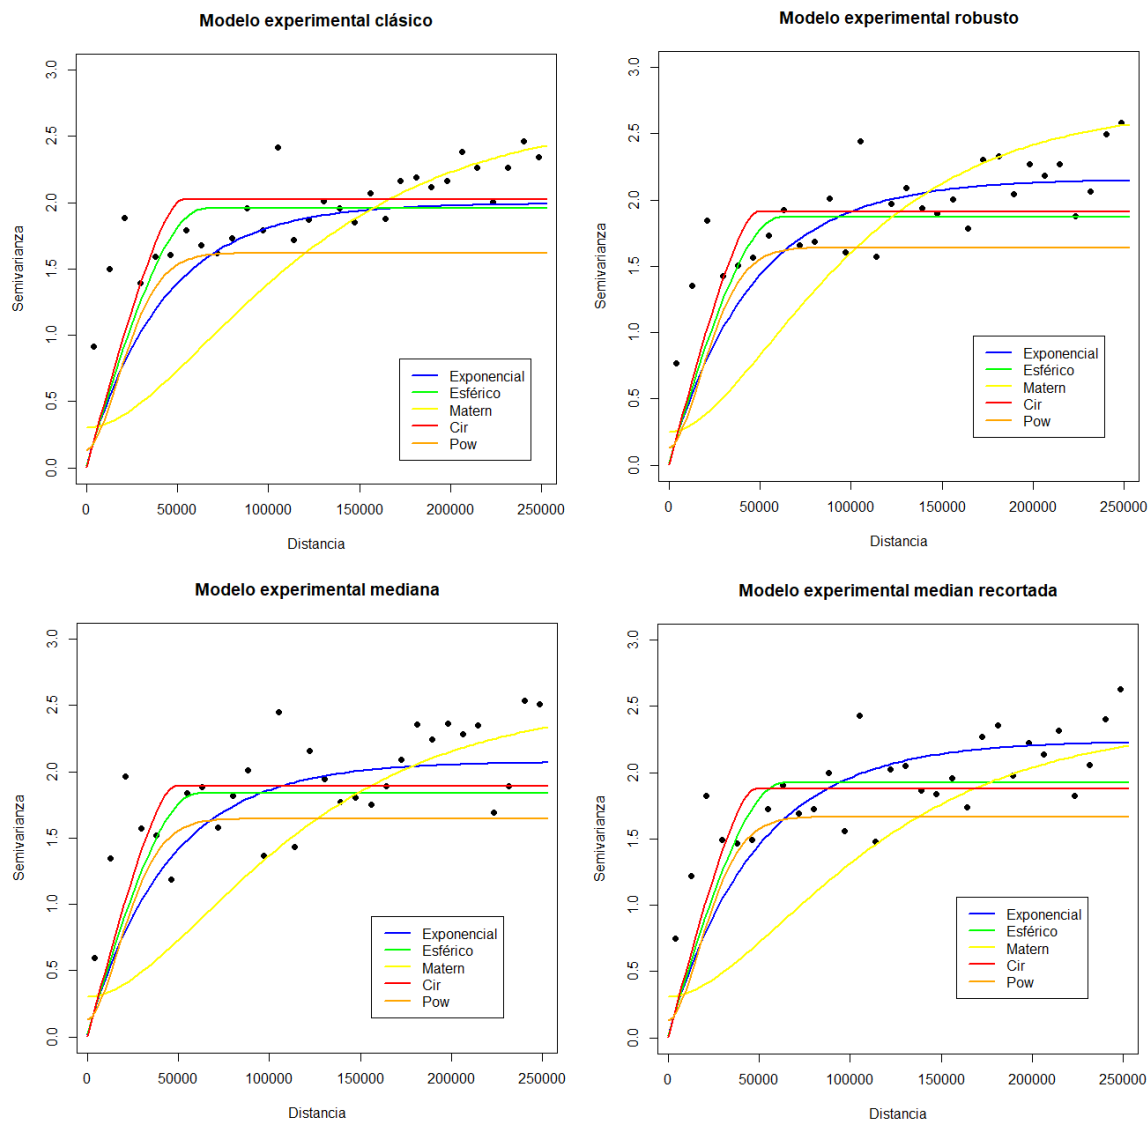 Modelo experimental clásico
Semivarianza
3.0
2.5
2.0
1.5
1.0
0.5
0.0
Exponencial
Esférico
Matern
Cir
Pow
0 50000 100000 150000 200000 250000
Distancia
Modelo experimental robusto
Semivarianza
3.0
2.5
2.0
1.5
1.0
0.5
0.0
Exponencial
Esférico
Matern
Cir
Pow
0 50000 100000 150000 200000 250000
Distancia
Modelo experimental mediana
Semivarianza
3.0
2.5
2.0
1.5
1.0
0.5
0.0
Exponencial
Esférico
Matern
Cir
Pow
0 50000 100000 150000 200000 250000
Distancia
Modelo experimental median recortada
Semivarianza
3.0
2.5
2.0
1.5
1.0
0.5
0.0
Exponencial
Esférico
Matern
Cir
Pow
0 50000 100000 150000 200000 250000
Distancia